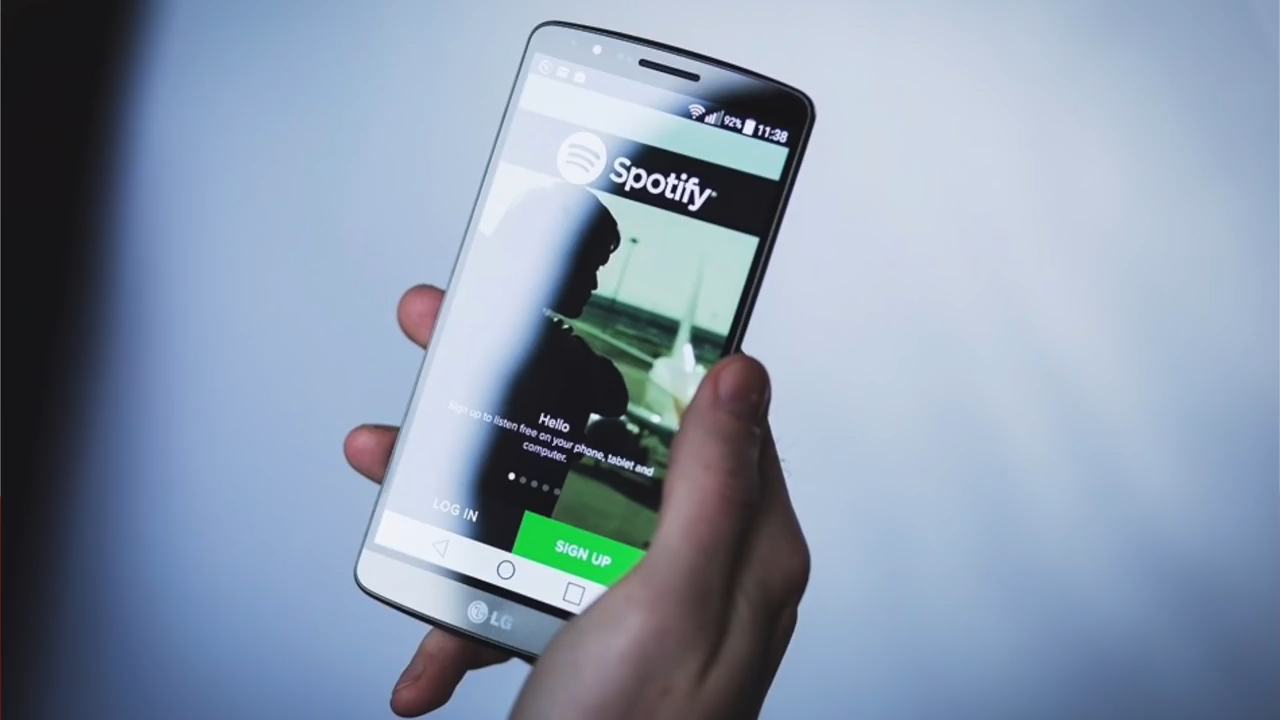 92% 11:38
Spotify
Hello
Sign up to listen free on your phone, tablet and
computer.
LOG IN
SIGN UP
LG